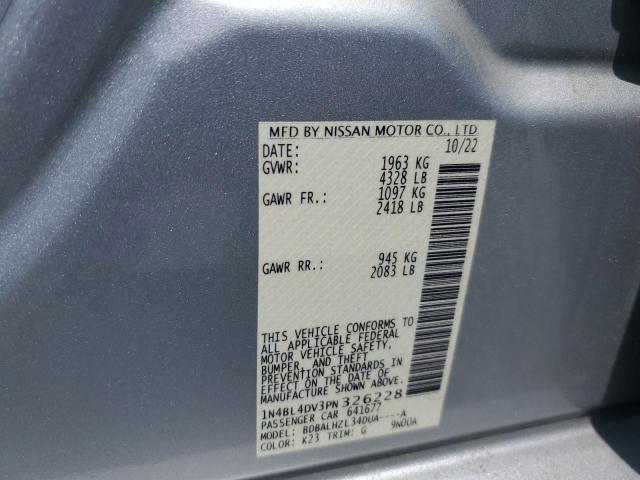 MFD BY NISSAN MOTOR CO., LTD
DATE: 10/22
GVWR: 1963 KG
4328 LB
GAWR FR.: 1097 KG
2418 LB
GAWR RR.: 945 KG
2083 LB
THIS VEHICLE CONFORMS TO
ALL APPLICABLE FEDERAL
MOTOR VEHICLE SAFETY,
BUMPER, AND THEFT
PREVENTION STANDARDS IN
EFFECT ON THE DATE OF
MANUFACTURE SHOWN ABOVE.
1N4BL4DV3PN326228
PASSENGER CAR 641677
MODEL: BDBALHZL34DUA----A
COLOR: K23 TRIM: G 9N00A